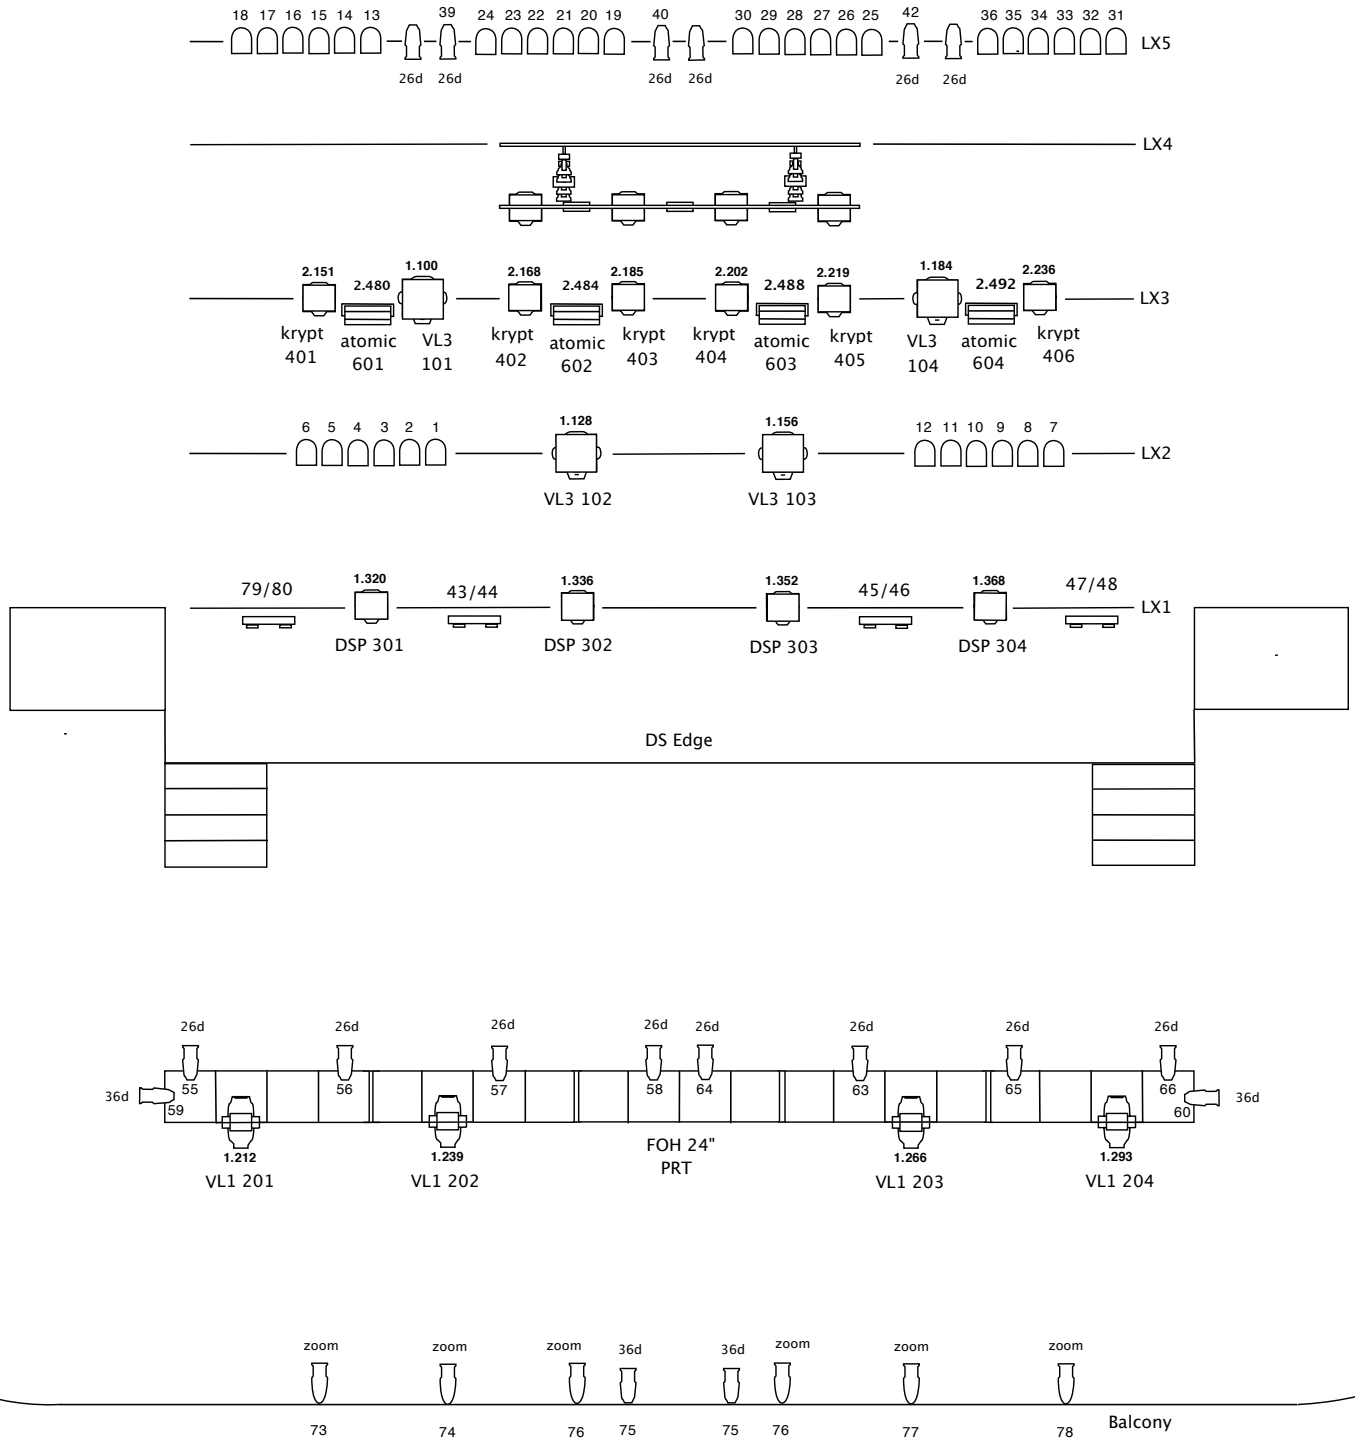 18 17 16 15 14 13 39 24 23 22 21 20 19 40 30 29 28 27 26 25 42 36 35 34 33 32 31
LX5
26d 26d 26d 26d 26d 26d
LX4
2.151 2.480 1.100 2.168 2.484 2.185 2.202 2.488 2.219 1.184 2.492 2.236
LX3
krypt atomic VL3 krypt atomic krypt krypt atomic krypt VL3 atomic krypt
401 601 101 402 602 403 404 603 405 104 604 406
6 5 4 3 2 1 1.128 1.156 12 11 10 9 8 7
LX2
VL3 102 VL3 103
79/80 1.320 43/44 1.336 1.352 45/46 1.368 47/48
LX1
DSP 301 DSP 302 DSP 303 DSP 304
DS Edge
26d 26d 26d 26d 26d 26d 26d 26d
36d 55 56 57 58 64 63 65 66 36d
59 60
FOH 24"
PRT
1.212 1.239 1.266 1.293
VL1 201 VL1 202 VL1 203 VL1 204
zoom zoom zoom 36d 36d zoom zoom zoom
73 74 76 75 75 76 77 78
Balcony